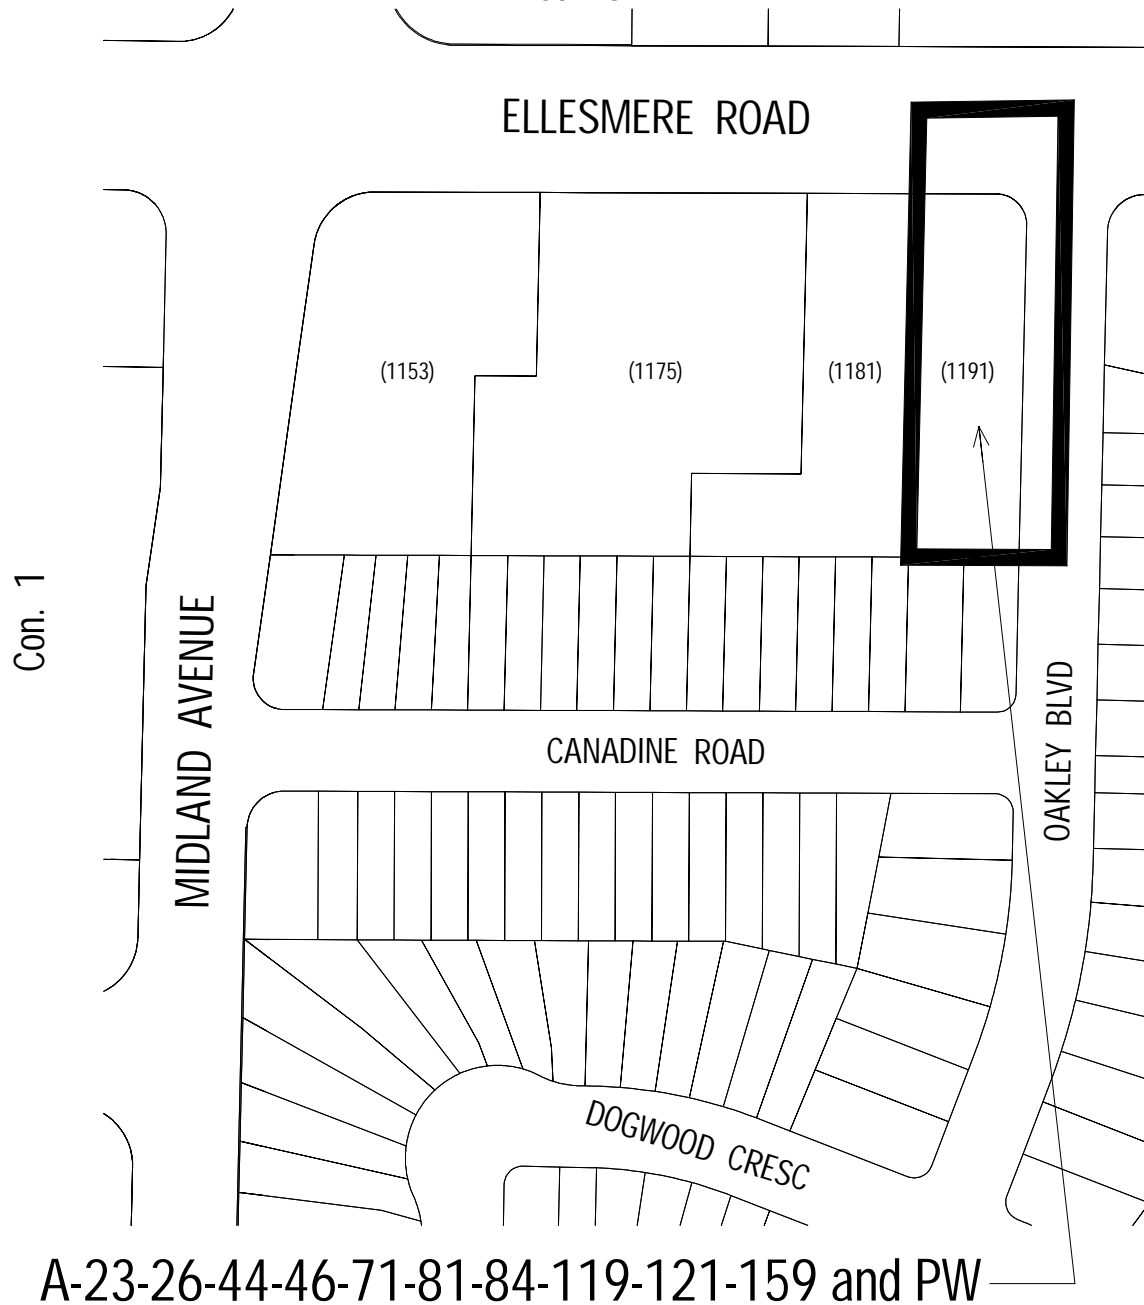 ELLESMERE ROAD
(1153)
(1175)
(1181)
(1191)
Con. 1
MIDLAND AVENUE
CANADINE ROAD
OAKLEY BLVD
DOGWOOD CRESC
A-23-26-44-46-71-81-84-119-121-159 and PW